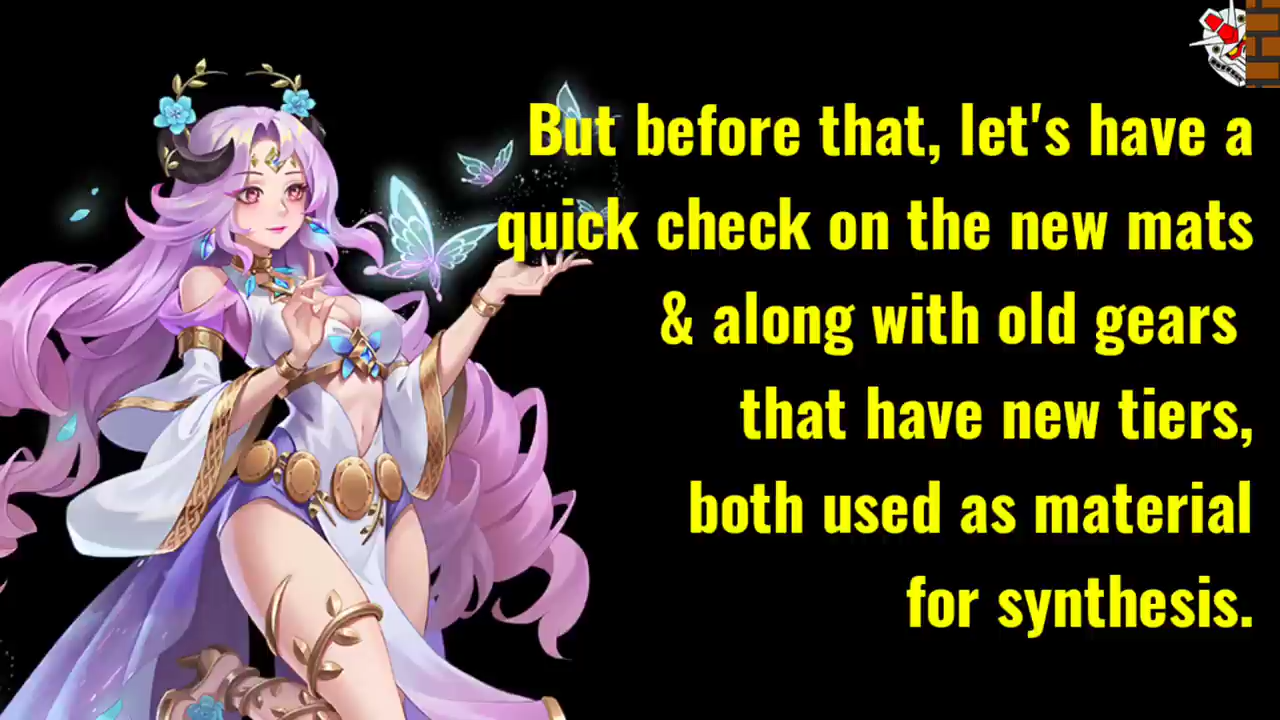 But before that, let's have a
quick check on the new mats
& along with old gears
that have new tiers,
both used as material
for synthesis.